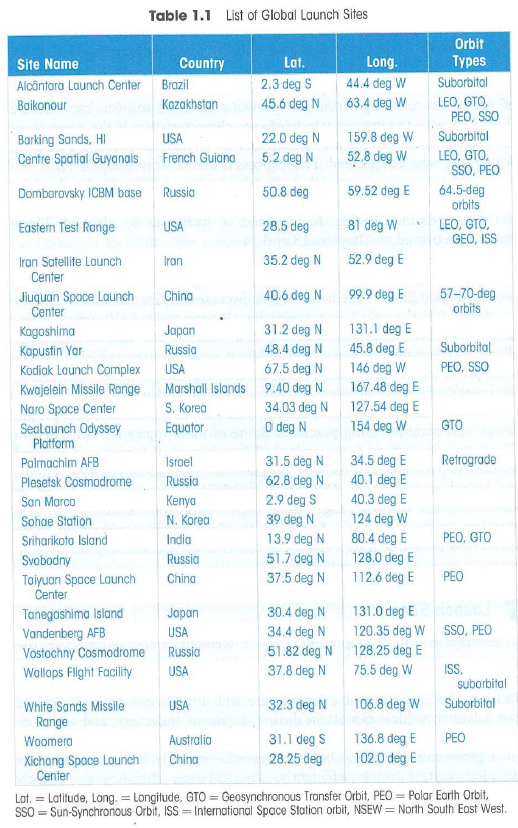 Table 1.1 List of Global Launch Sites
Orbit
Site Name Country Lat. Long. Types
Alcântara Launch Center Brazil 2.3 deg S 44.4 deg W Suborbital
Baikonour Kazakhstan 45.6 deg N 63.4 deg W LEO, GTO,
PEO, SSO
Barking Sands, HI USA 22.0 deg N 159.8 deg W Suborbital
Centre Spatial Guyanais French Guiana 5.2 deg N 52.8 deg W LEO, GTO,
SSO, PEO
Dombarovsky ICBM base Russia 50.8 deg 59.52 deg E 64.5-deg
orbits
Eastern Test Range USA 28.5 deg 81 deg W LEO, GTO,
GEO, ISS
Iran Satellite Launch Iran 35.2 deg N 52.9 deg E
Center
Jiuquan Space Launch China 40.6 deg N 99.9 deg E 57–70-deg
Center orbits
Kagoshima Japan 31.2 deg N 131.1 deg E
Kapustin Yar Russia 48.4 deg N 45.8 deg E Suborbital
Kodiak Launch Complex USA 67.5 deg N 146 deg W PEO, SSO
Kwajelein Missile Range Marshall Islands 9.40 deg N 167.48 deg E
Naro Space Center S. Korea 34.03 deg N 127.54 deg E
SeaLaunch Odyssey Equator 0 deg N 154 deg W GTO
Platform
Palmachim AFB Israel 31.5 deg N 34.5 deg E Retrograde
Plesetsk Cosmodrome Russia 62.8 deg N 40.1 deg E
San Marco Kenya 2.9 deg S 40.3 deg E
Sohae Station N. Korea 39 deg N 124 deg W
Sriharikota Island India 13.9 deg N 80.4 deg E PEO, GTO
Svobodny Russia 51.7 deg N 128.0 deg E
Taiyuan Space Launch China 37.5 deg N 112.6 deg E PEO
Center
Tanegashima Island Japan 30.4 deg N 131.0 deg E
Vandenberg AFB USA 34.4 deg N 120.35 deg W SSO, PEO
Vostochny Cosmodrome Russia 51.82 deg N 128.25 deg E
Wallops Flight Facility USA 37.8 deg N 75.5 deg W ISS,
suborbital
White Sands Missile USA 32.3 deg N 106.8 deg W Suborbital
Range
Woomera Australia 31.1 deg S 136.8 deg E PEO
Xichang Space Launch China 28.25 deg 102.0 deg E
Center
Lat. = Latitude, Long. = Longitude, GTO = Geosynchronous Transfer Orbit, PEO = Polar Earth Orbit,
SSO = Sun-Synchronous Orbit, ISS = International Space Station orbit, NSEW = North South East West.